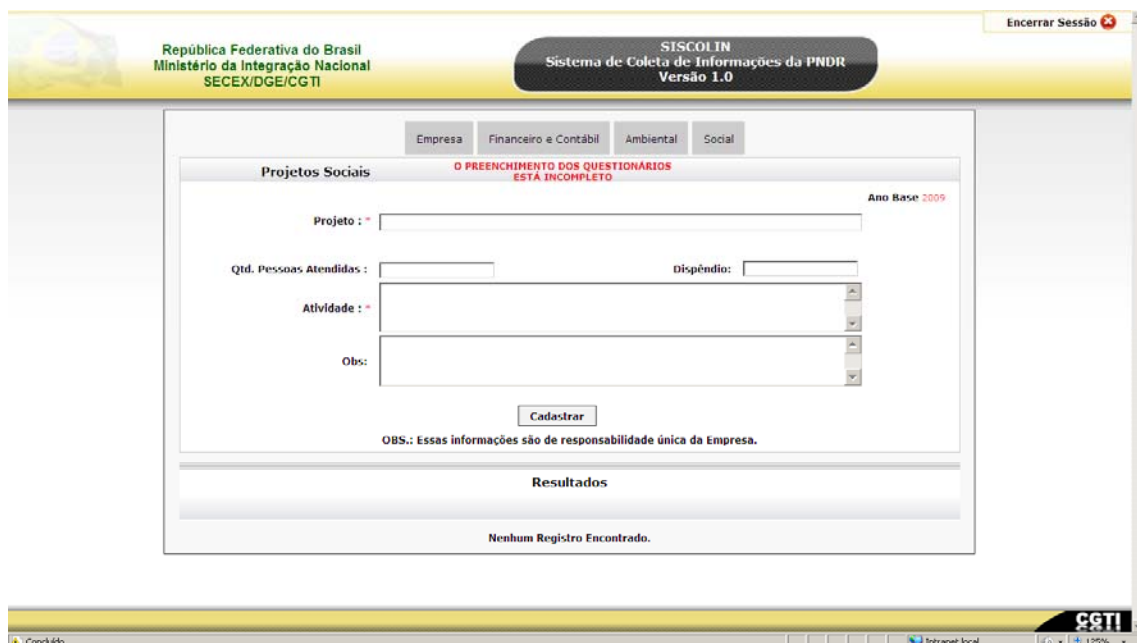 Encerrar Sessão
República Federativa do Brasil
Ministério da Integração Nacional
SECEX/DGE/CGTI
SISCOLIN
Sistema de Coleta de Informações da PNDR
Versão 1.0
Empresa Financeiro e Contábil Ambiental Social
Projetos Sociais
O PREENCHIMENTO DOS QUESTIONÁRIOS
ESTÁ INCOMPLETO
Ano Base 2009
Projeto : *
Qtd. Pessoas Atendidas : Dispêndio:
Atividade : *
Obs:
Cadastrar
OBS.: Essas informações são de responsabilidade única da Empresa.
Resultados
Nenhum Registro Encontrado.
CGTI
Concluído Intranet local 125%